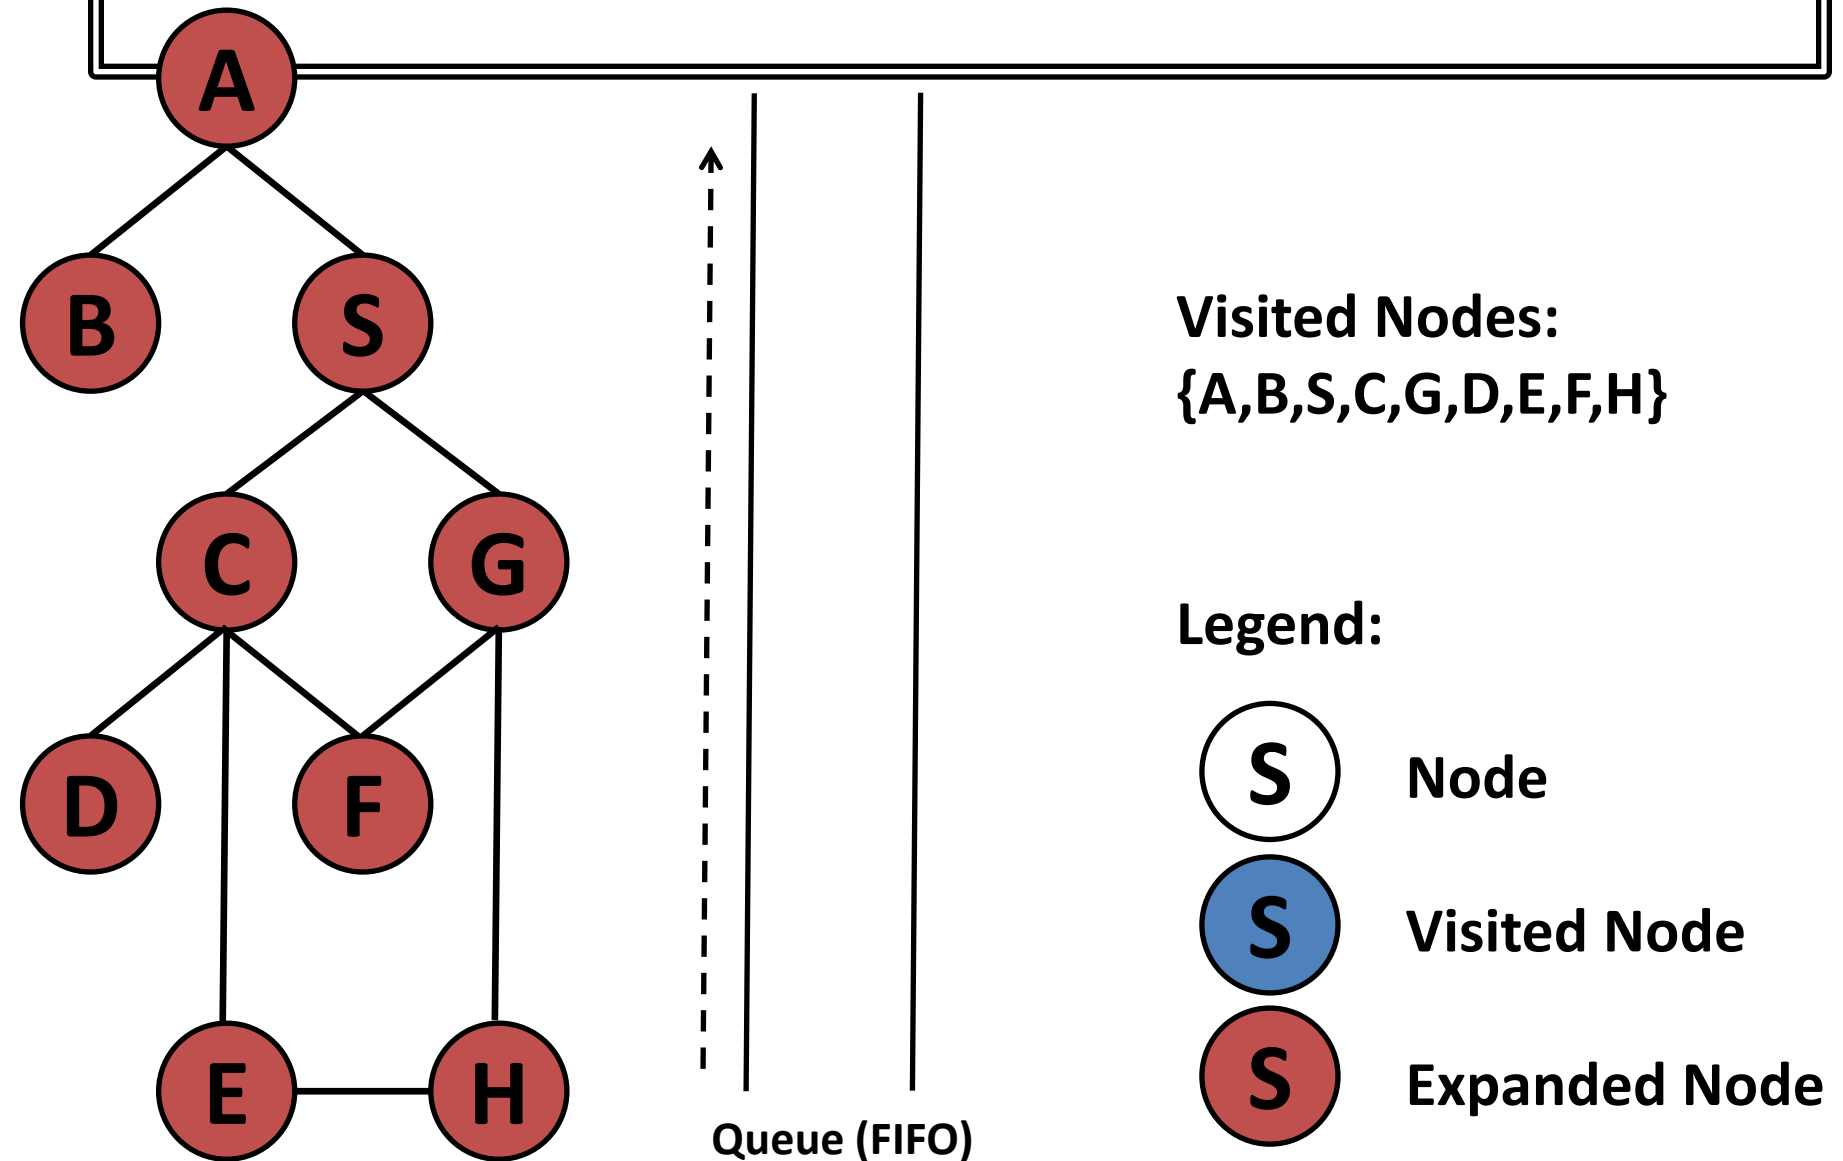 A
B
S
C
G
D
F
E
H
Queue (FIFO)
Visited Nodes:
{A,B,S,C,G,D,E,F,H}
Legend:
S Node
S Visited Node
S Expanded Node